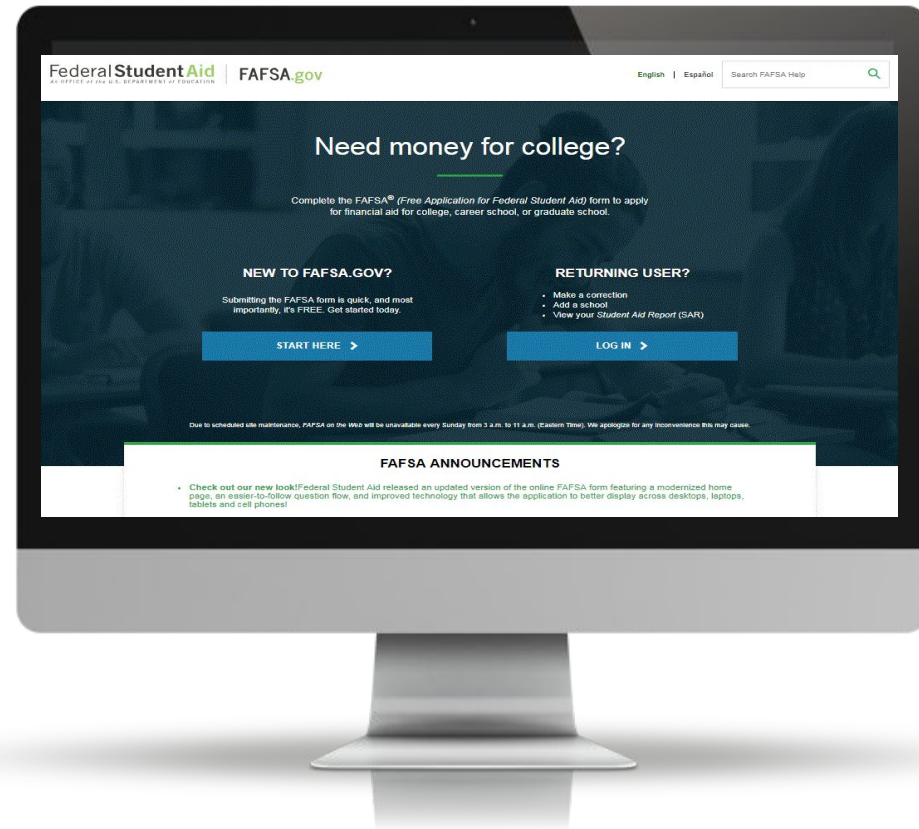 Federal Student Aid | FAFSA.gov
An OFFICE of the U.S. DEPARTMENT of EDUCATION
English | Español
Search FAFSA Help
Need money for college?
Complete the FAFSA® (Free Application for Federal Student Aid) form to apply
for financial aid for college, career school, or graduate school.
NEW TO FAFSA.GOV?
Submitting the FAFSA form is quick, and most
importantly, it's FREE. Get started today.
START HERE >
RETURNING USER?
• Make a correction
• Add a school
• View your Student Aid Report (SAR)
LOG IN >
Due to scheduled site maintenance, FAFSA on the Web will be unavailable every Sunday from 3 a.m. to 11 a.m. (Eastern Time). We apologize for any inconvenience this may cause.
FAFSA ANNOUNCEMENTS
• Check out our new look!Federal Student Aid released an updated version of the online FAFSA form featuring a modernized home
page, an easier-to-follow question flow, and improved technology that allows the application to better display across desktops, laptops,
tablets and cell phones!